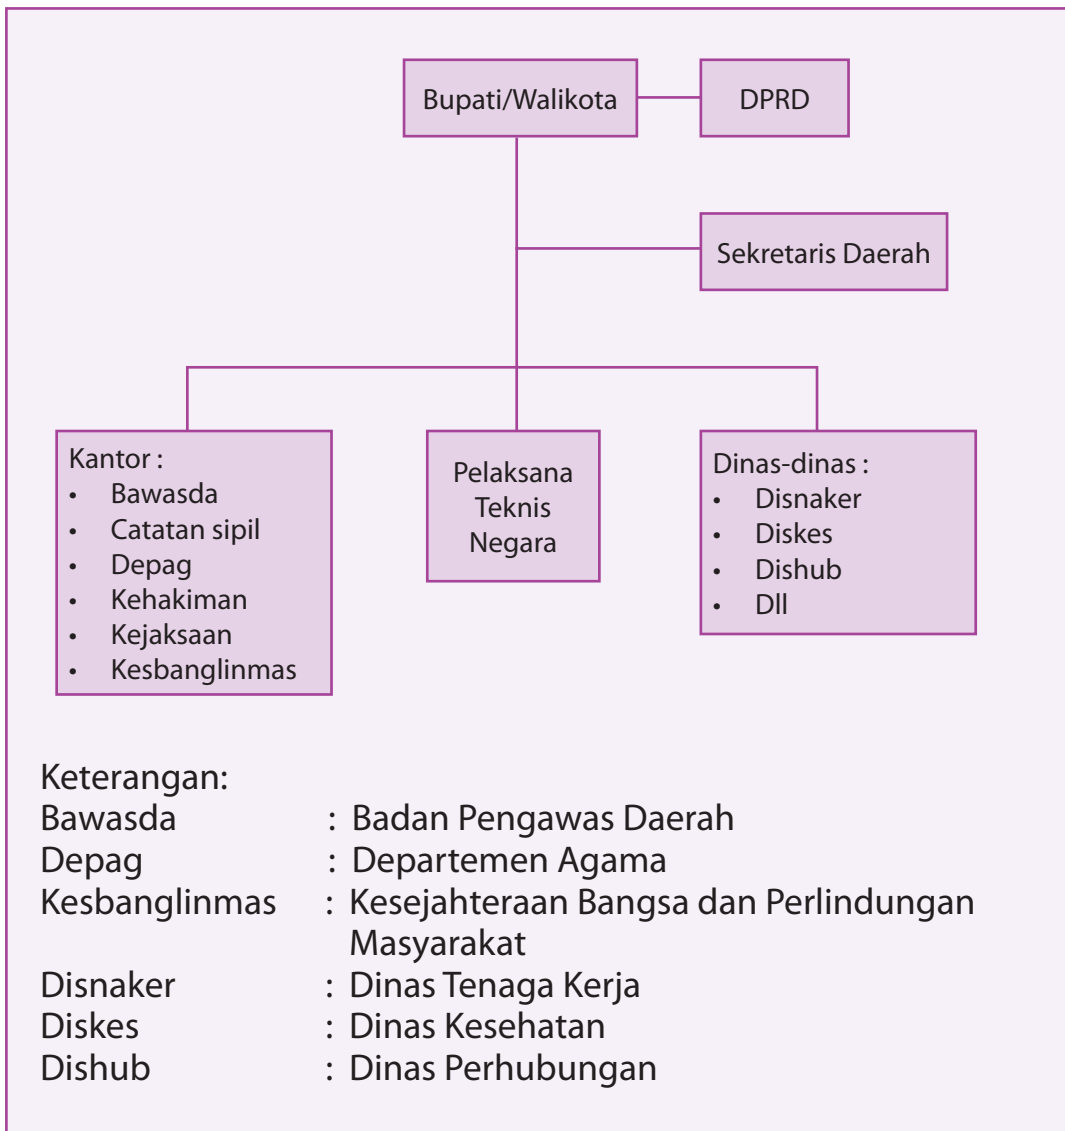 Bupati/Walikota
DPRD
Sekretaris Daerah
Kantor :
• Bawasda
• Catatan sipil
• Depag
• Kehakiman
• Kejaksaan
• Kesbanglinmas
Pelaksana
Teknis
Negara
Dinas-dinas :
• Disnaker
• Diskes
• Dishub
• Dll
Keterangan:
Bawasda : Badan Pengawas Daerah
Depag : Departemen Agama
Kesbanglinmas : Kesejahteraan Bangsa dan Perlindungan
Masyarakat
Disnaker : Dinas Tenaga Kerja
Diskes : Dinas Kesehatan
Dishub : Dinas Perhubungan